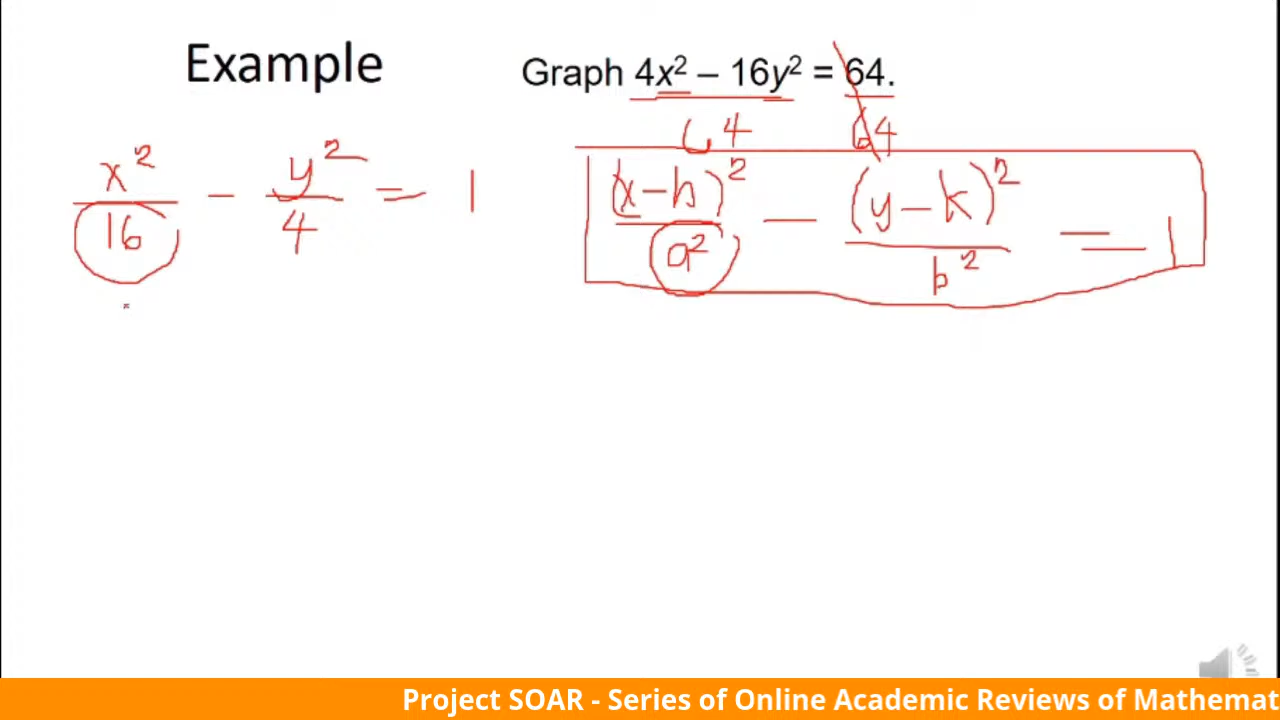 Example
Graph 4x² – 16y² = 64.
64 64
x²/16 - y²/4 = 1
(x-h)²/a² - (y-k)²/b² = 1
Project SOAR - Series of Online Academic Reviews of Mathemat